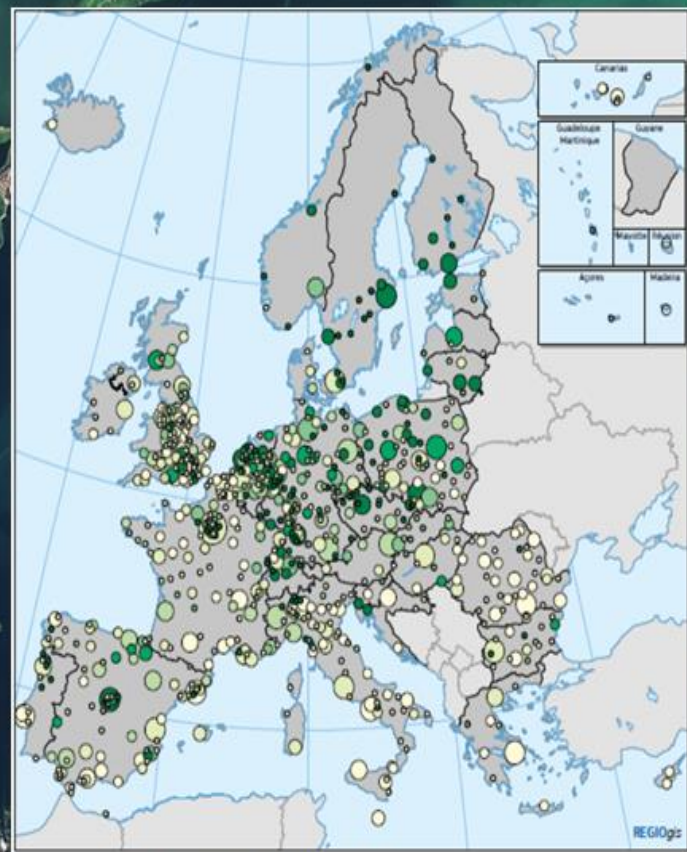 Canarias
Guadeloupe
Martinique
Guyane
Mayotte
Réunion
Açores
Madeira
REGIOgis